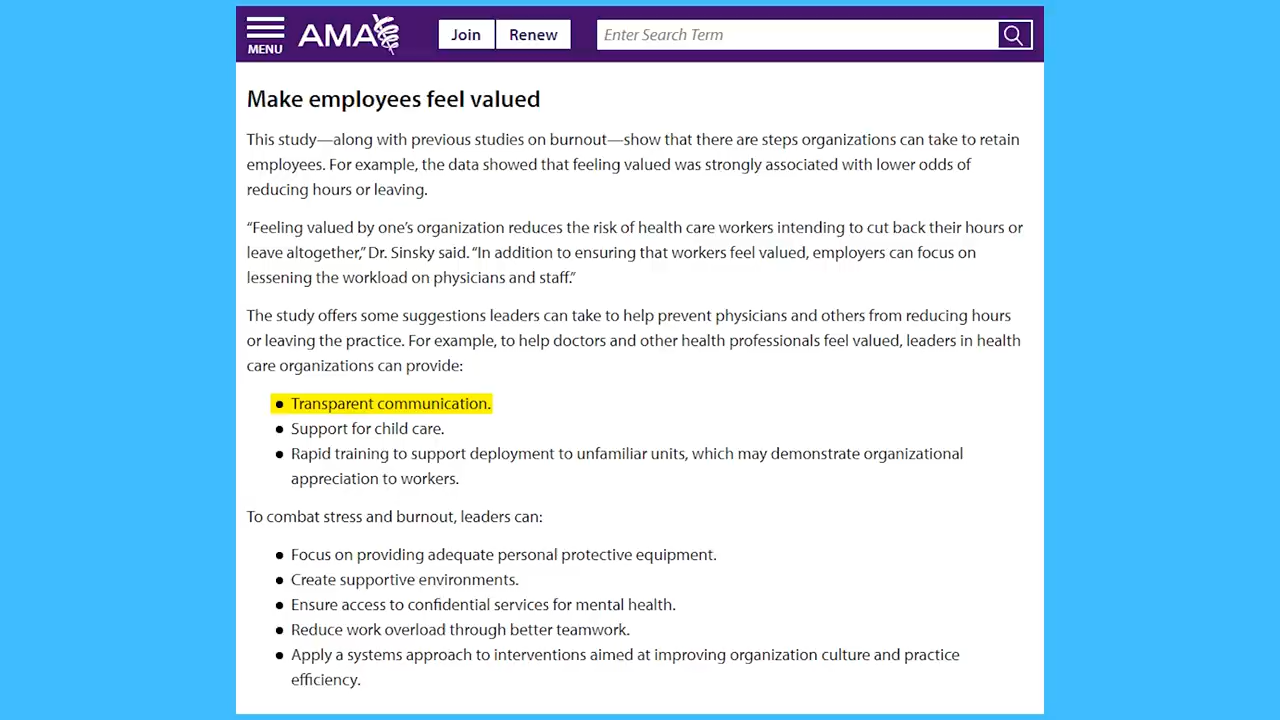 MENU
AMA
Join
Renew
Enter Search Term
Make employees feel valued
This study—along with previous studies on burnout—show that there are steps organizations can take to retain
employees. For example, the data showed that feeling valued was strongly associated with lower odds of
reducing hours or leaving.
“Feeling valued by one’s organization reduces the risk of health care workers intending to cut back their hours or
leave altogether,” Dr. Sinsky said. “In addition to ensuring that workers feel valued, employers can focus on
lessening the workload on physicians and staff.”
The study offers some suggestions leaders can take to help prevent physicians and others from reducing hours
or leaving the practice. For example, to help doctors and other health professionals feel valued, leaders in health
care organizations can provide:
● Transparent communication.
● Support for child care.
● Rapid training to support deployment to unfamiliar units, which may demonstrate organizational
appreciation to workers.
To combat stress and burnout, leaders can:
● Focus on providing adequate personal protective equipment.
● Create supportive environments.
● Ensure access to confidential services for mental health.
● Reduce work overload through better teamwork.
● Apply a systems approach to interventions aimed at improving organization culture and practice
efficiency.